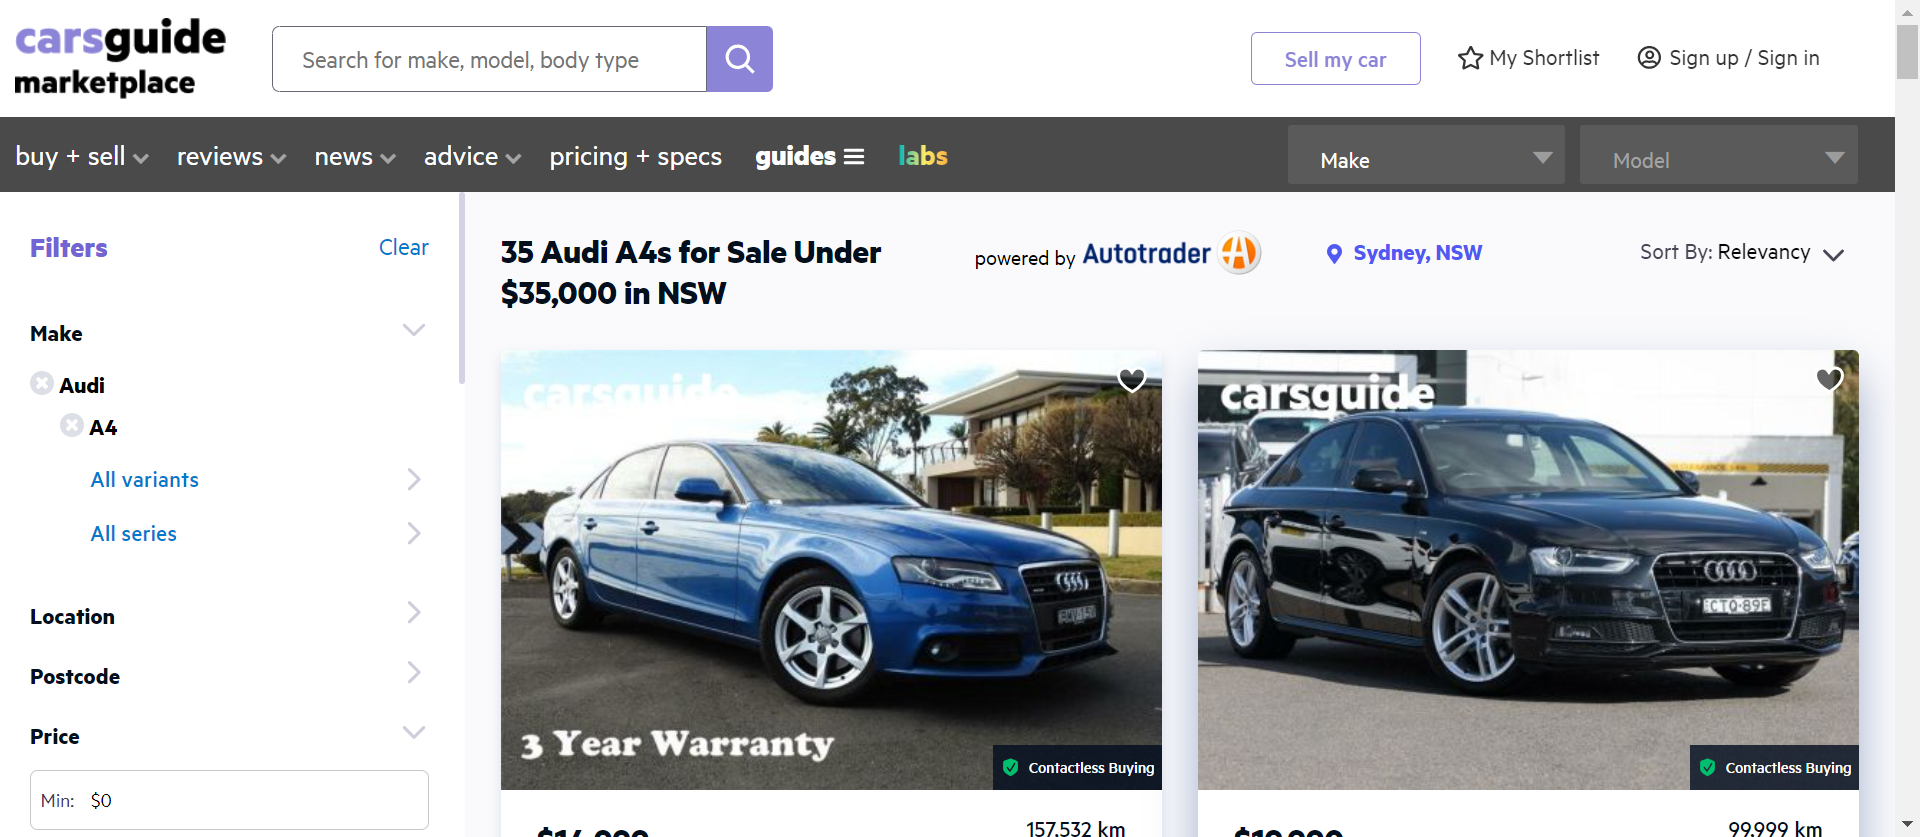 carsguide
marketplace
Search for make, model, body type
Sell my car
My Shortlist
Sign up / Sign in
buy + sell
reviews
news
advice
pricing + specs
guides
labs
Make
Model
Filters
Clear
Make
Audi
A4
All variants
All series
Location
Postcode
Price
Min: $0
35 Audi A4s for Sale Under
$35,000 in NSW
powered by Autotrader
Sydney, NSW
Sort By: Relevancy
carsguide
3 Year Warranty
Contactless Buying
157,532 km
carsguide
CTQ·89F
Contactless Buying
99,999 km